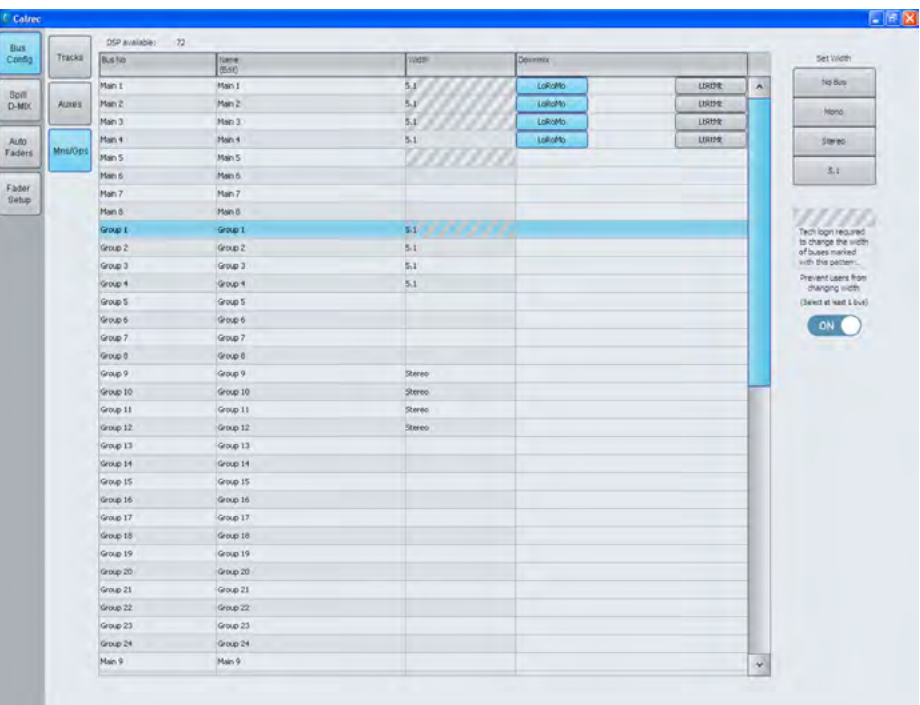 Calrec
Bus Config
Spill D-MIX
Auto Faders
Fader Setup
Tracks
Auxes
Mns/Gps
DSP available: 72
Bus No Name (Edit) Width Downmix
Main 1 Main 1 5.1 LoRoMo LtRtMt
Main 2 Main 2 5.1 LoRoMo LtRtMt
Main 3 Main 3 5.1 LoRoMo LtRtMt
Main 4 Main 4 5.1 LoRoMo LtRtMt
Main 5 Main 5
Main 6 Main 6
Main 7 Main 7
Main 8 Main 8
Group 1 Group 1 5.1
Group 2 Group 2 5.1
Group 3 Group 3 5.1
Group 4 Group 4 5.1
Group 5 Group 5
Group 6 Group 6
Group 7 Group 7
Group 8 Group 8
Group 9 Group 9 Stereo
Group 10 Group 10 Stereo
Group 11 Group 11 Stereo
Group 12 Group 12 Stereo
Group 13 Group 13
Group 14 Group 14
Group 15 Group 15
Group 16 Group 16
Group 17 Group 17
Group 18 Group 18
Group 19 Group 19
Group 20 Group 20
Group 21 Group 21
Group 22 Group 22
Group 23 Group 23
Group 24 Group 24
Main 9 Main 9
Set Width
No Bus
Mono
Stereo
5.1
Tech login required
to change the width
of buses marked
with this pattern.
Prevent users from
changing width
(Select at least 1 bus)
ON